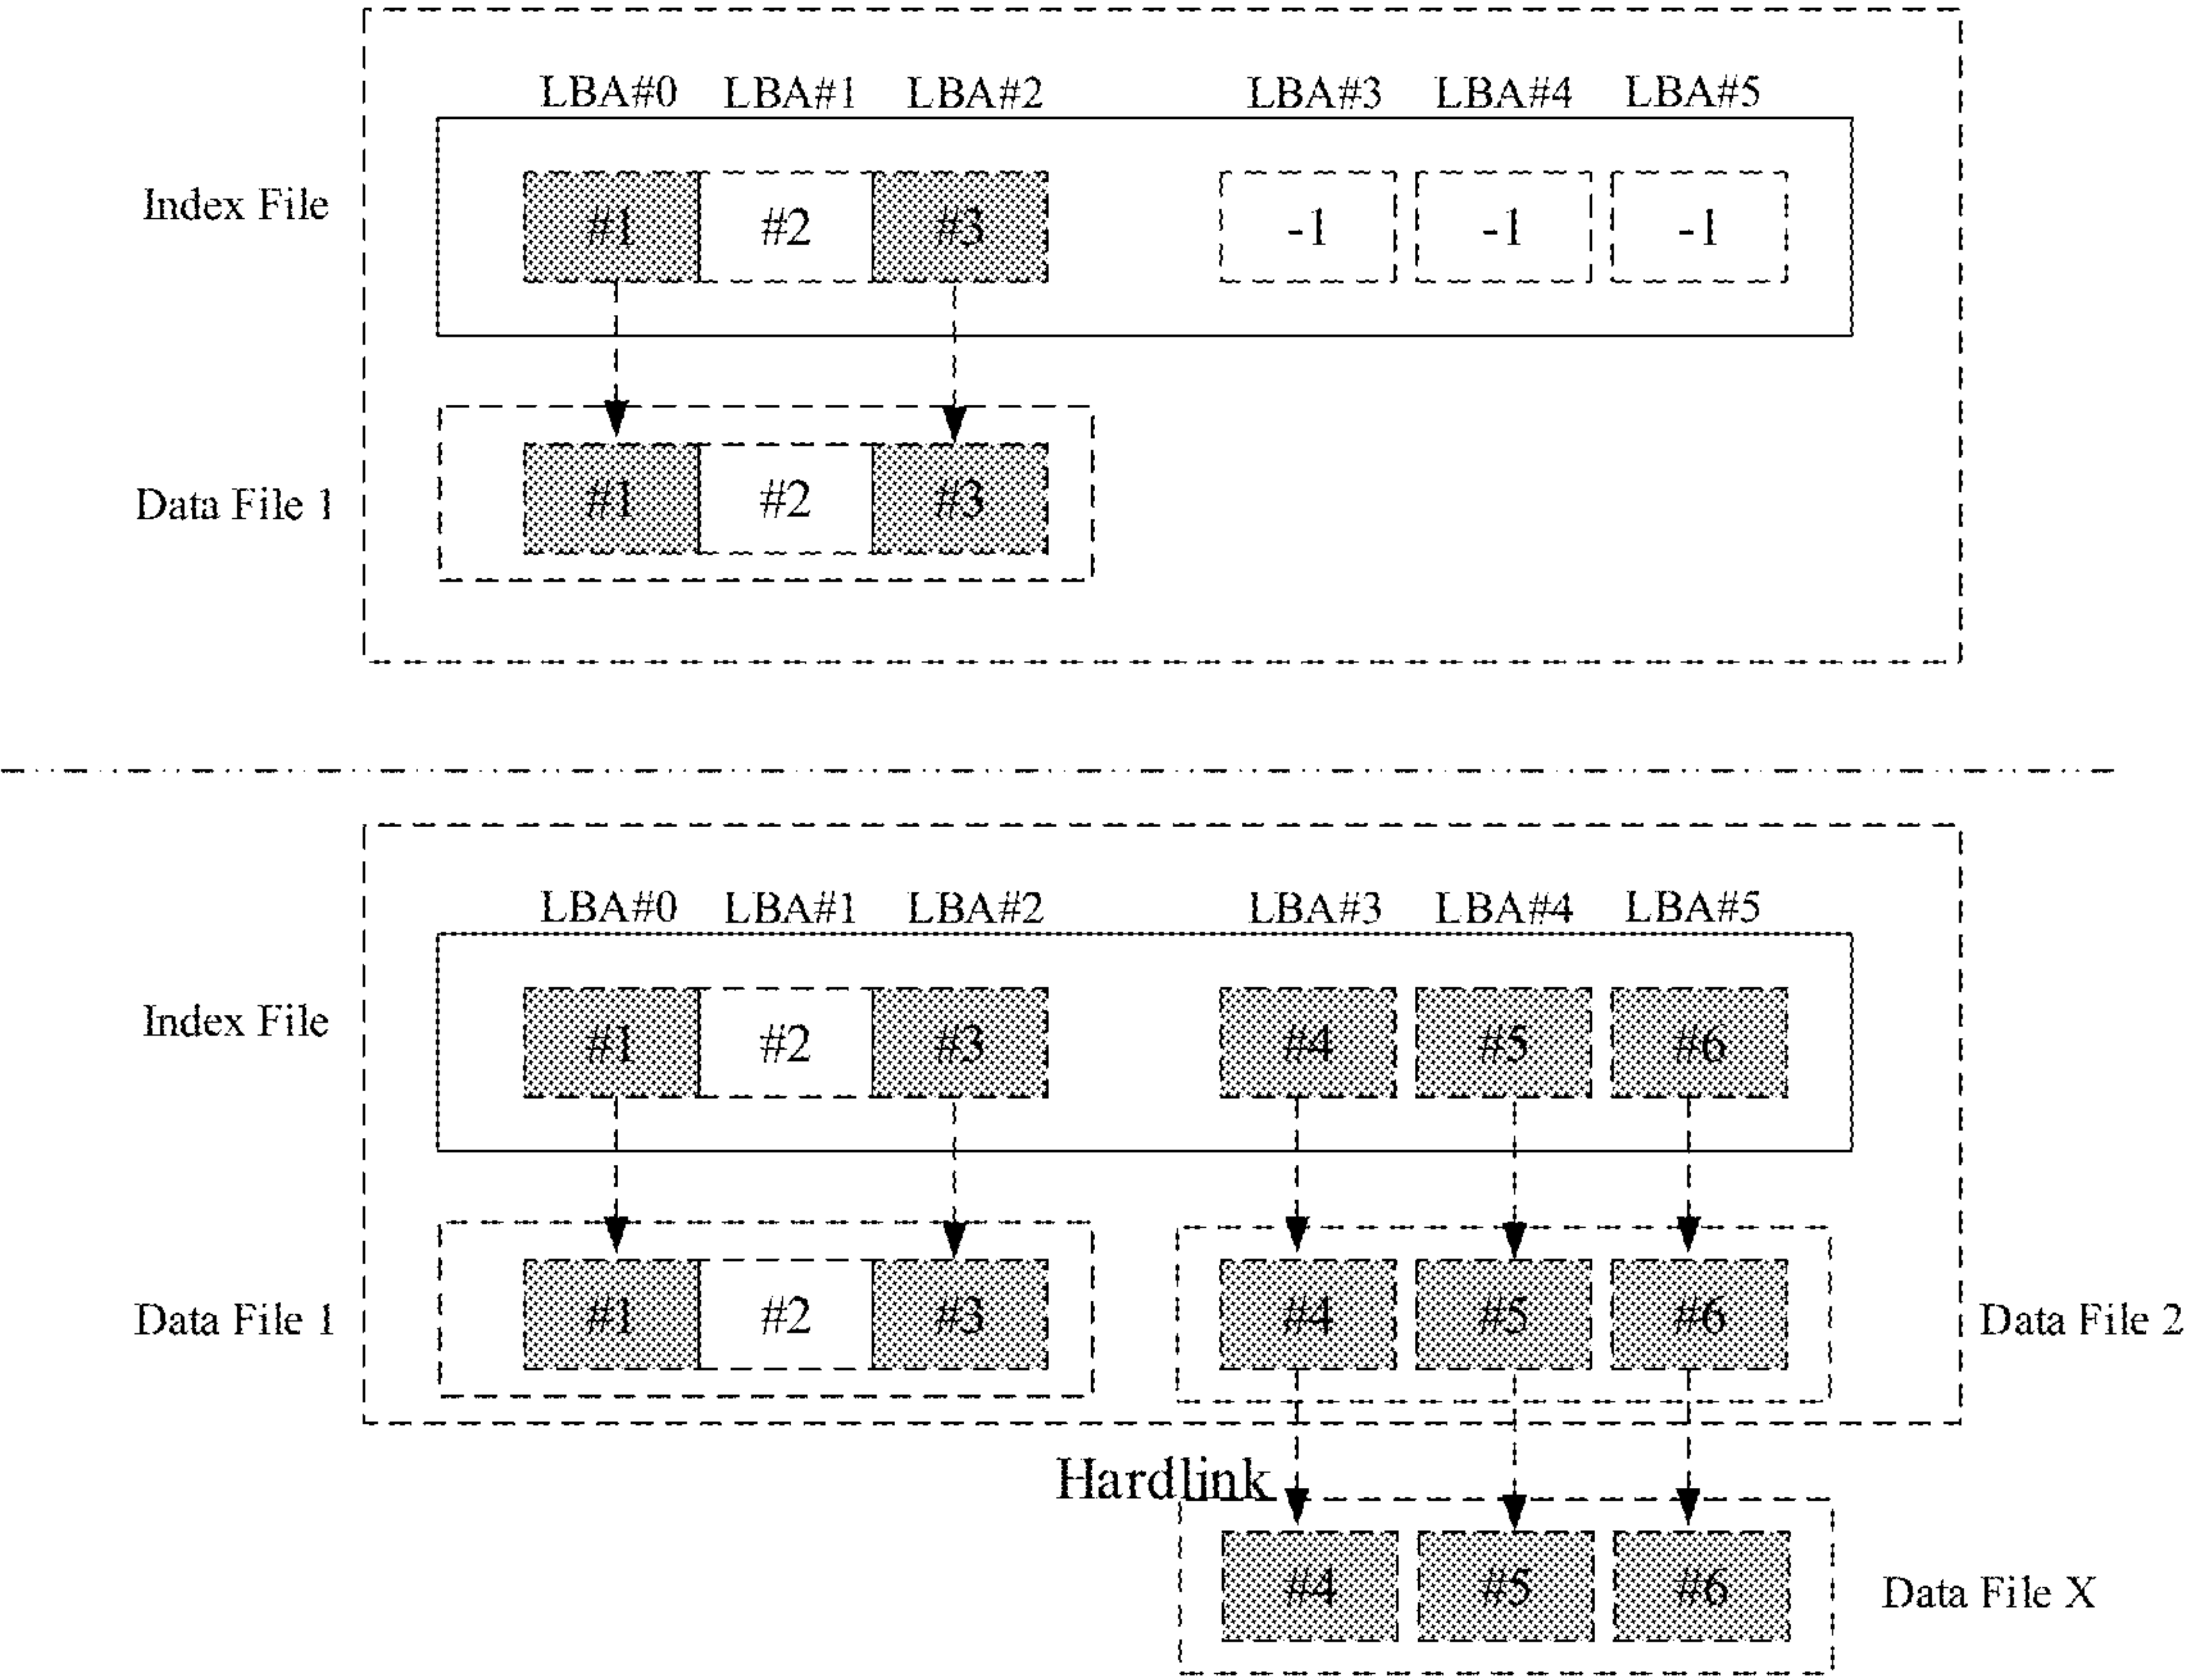 LBA#0 LBA#1 LBA#2 LBA#3 LBA#4 LBA#5
Index File #1 #2 #3 -1 -1 -1
Data File 1 #1 #2 #3
LBA#0 LBA#1 LBA#2 LBA#3 LBA#4 LBA#5
Index File #1 #2 #3 #4 #5 #6
Data File 1 #1 #2 #3 #4 #5 #6 Data File 2
Hardlink
#4 #5 #6 Data File X